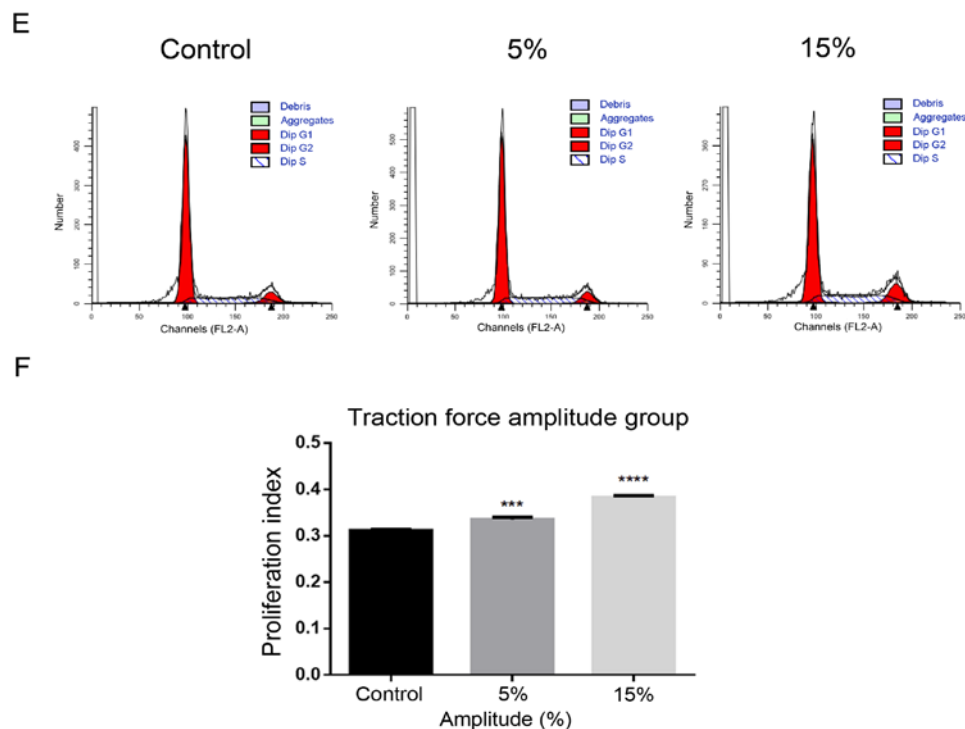 E
Control
5%
15%
Debris
Aggregates
Dip G1
Dip G2
Dip S
Number
0
100
200
300
400
0
50
100
150
200
250
Channels (FL2-A)
Debris
Aggregates
Dip G1
Dip G2
Dip S
Number
0
100
200
300
400
500
0
50
100
150
200
250
Channels (FL2-A)
Debris
Aggregates
Dip G1
Dip G2
Dip S
Number
0
90
180
270
360
0
50
100
150
200
250
Channels (FL2-A)
F
Traction force amplitude group
Proliferation index
0.5
0.4
0.3
0.2
0.1
0.0
***
****
Control
5%
15%
Amplitude (%)